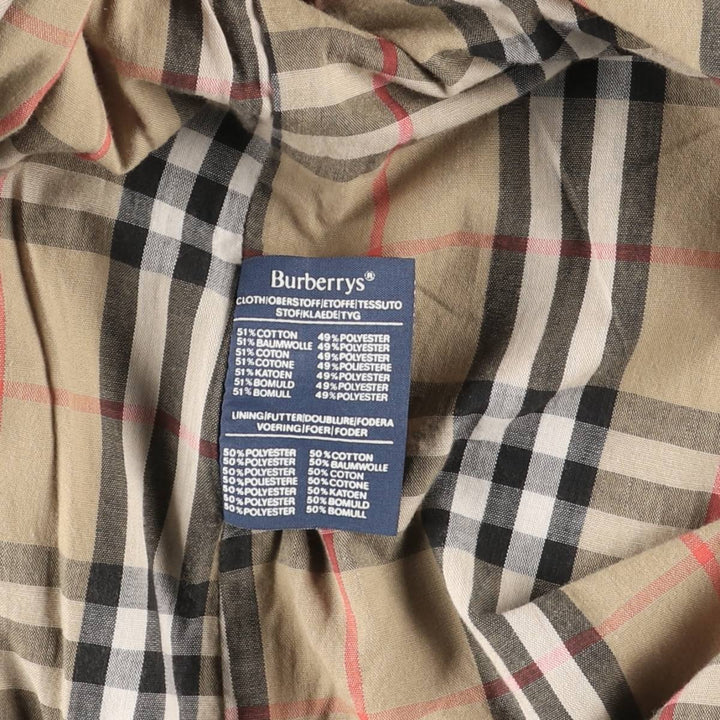 Burberrys®
CLOTH/OBERSTOFF/ETOFFE/TESSUTO
STOF/KLAEDE/TYG
51% COTTON 49% POLYESTER
51% BAUMWOLLE 49% POLYESTER
51% COTON 49% POLYESTER
51% COTONE 49% POLIESTERE
51% KATOEN 49% POLYESTER
51% BOMULD 49% POLYESTER
51% BOMULL 49% POLYESTER
LINING/FUTTER/DOUBLURE/FODERA
VOERING/FOER/FODER
50% POLYESTER 50% COTTON
50% POLYESTER 50% BAUMWOLLE
50% POLYESTER 50% COTON
50% POLIESTERE 50% COTONE
50% POLYESTER 50% KATOEN
50% POLYESTER 50% BOMULD
50% POLYESTER 50% BOMULL